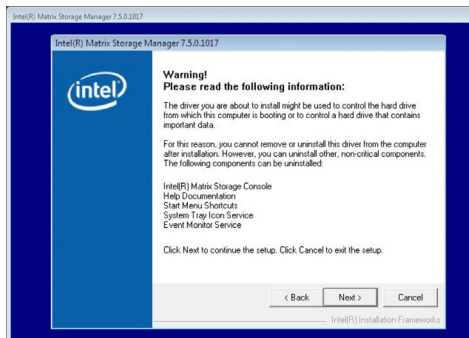 Intel(R) Matrix Storage Manager 7.5.0.1017
Intel(R) Matrix Storage Manager 7.5.0.1017
intel
Warning!
Please read the following information:
The driver you are about to install might be used to control the hard drive
from which this computer is booting or to control a hard drive that contains
important data.
For this reason, you cannot remove or uninstall this driver from the computer
after installation. However, you can uninstall other, non-critical components.
The following components can be uninstalled:
Intel(R) Matrix Storage Console
Help Documentation
Start Menu Shortcuts
System Tray Icon Service
Event Monitor Service
Click Next to continue the setup. Click Cancel to exit the setup.
< Back Next > Cancel
Intel(R) Installation Frameworks